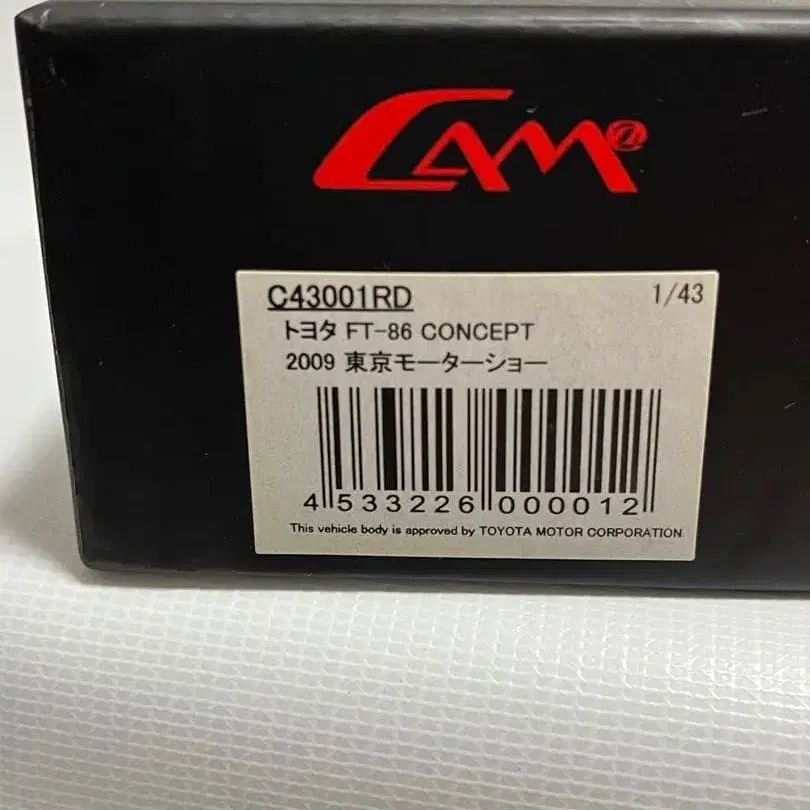 CAM@
C43001RD 1/43
トヨタ FT-86 CONCEPT
2009 東京モーターショー
4 533226 000012
This vehicle body is approved by TOYOTA MOTOR CORPORATION